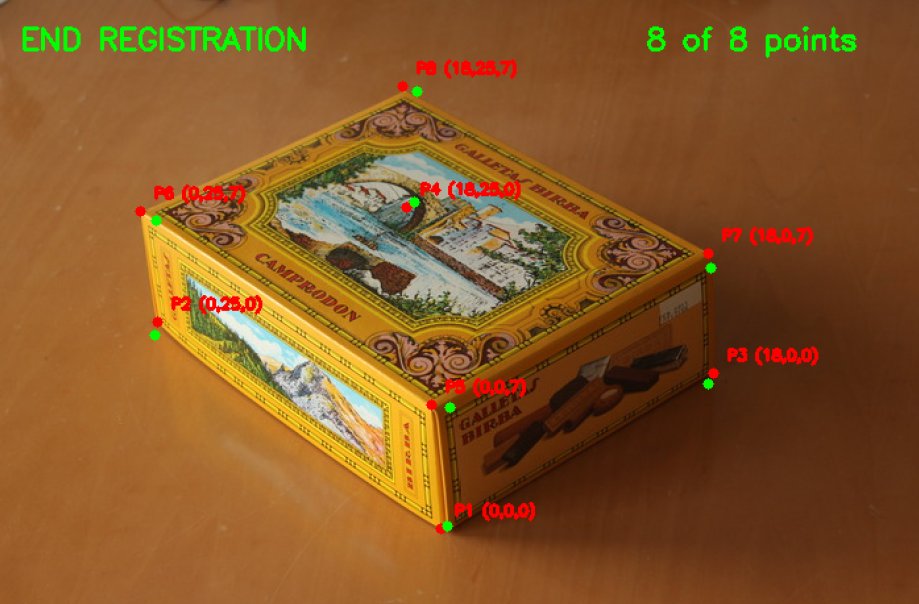 END REGISTRATION
8 of 8 points
P8 (18,25,7)
GALLETAS BIRBA
P6 (0,25,7)
P4 (18,25,0)
P7 (18,0,7)
CAMPRODON
P2 (0,25,0)
P3 (18,0,0)
P5 (0,0,7)
GALLETAS
BIRBA
P1 (0,0,0)